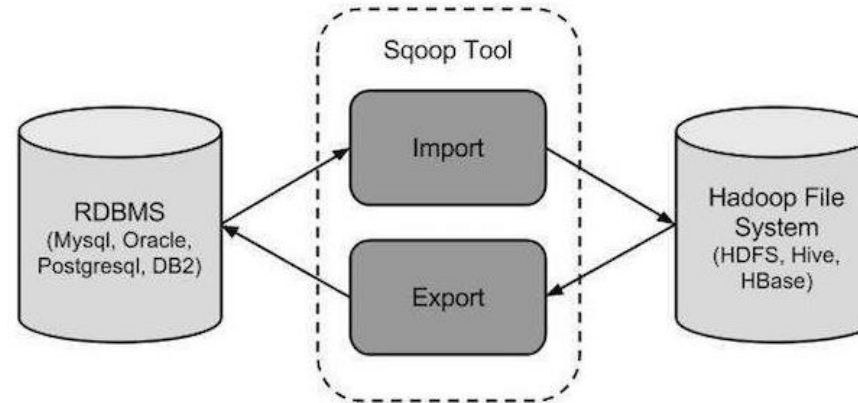 Sqoop Tool
Import
RDBMS
(Mysql, Oracle,
Postgresql, DB2)
Hadoop File
System
(HDFS, Hive,
HBase)
Export